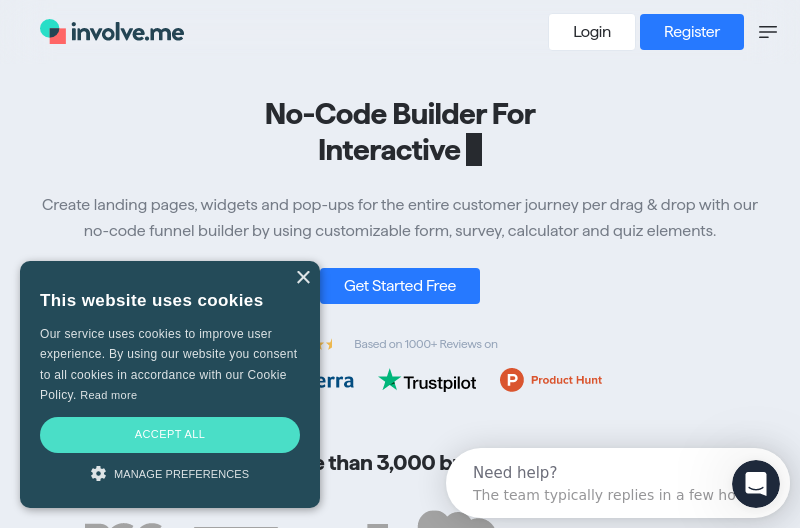 involve.me
Login
Register
No-Code Builder For
Interactive
Create landing pages, widgets and pop-ups for the entire customer journey per drag & drop with our
no-code funnel builder by using customizable form, survey, calculator and quiz elements.
Get Started Free
This website uses cookies
Our service uses cookies to improve user
experience. By using our website you consent
to all cookies in accordance with our Cookie
Policy. Read more
ACCEPT ALL
MANAGE PREFERENCES
Based on 1000+ Reviews on
Trustpilot
Product Hunt
than 3,000
Need help?
The team typically replies in a few